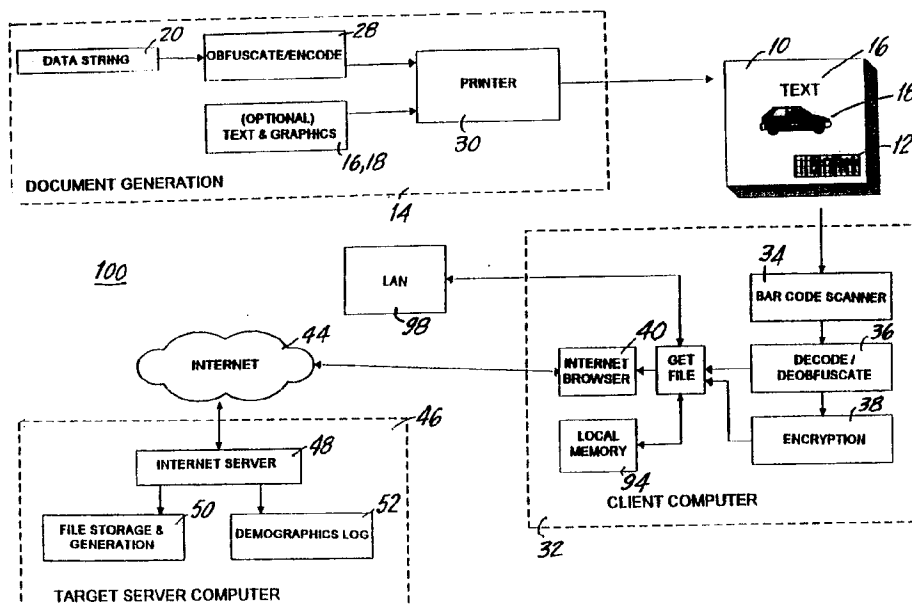 20
DATA STRING
28
OBFUSCATE/ENCODE
(OPTIONAL)
TEXT & GRAPHICS
16,18
PRINTER
30
DOCUMENT GENERATION
14
10
16
TEXT
18
12
100
LAN
98
44
INTERNET
34
BAR CODE SCANNER
36
DECODE/
DEOBFUSCATE
38
ENCRYPTION
40
INTERNET
BROWSER
GET
FILE
LOCAL
MEMORY
94
CLIENT COMPUTER
32
46
INTERNET SERVER
48
50
FILE STORAGE &
GENERATION
52
DEMOGRAPHICS LOG
TARGET SERVER COMPUTER